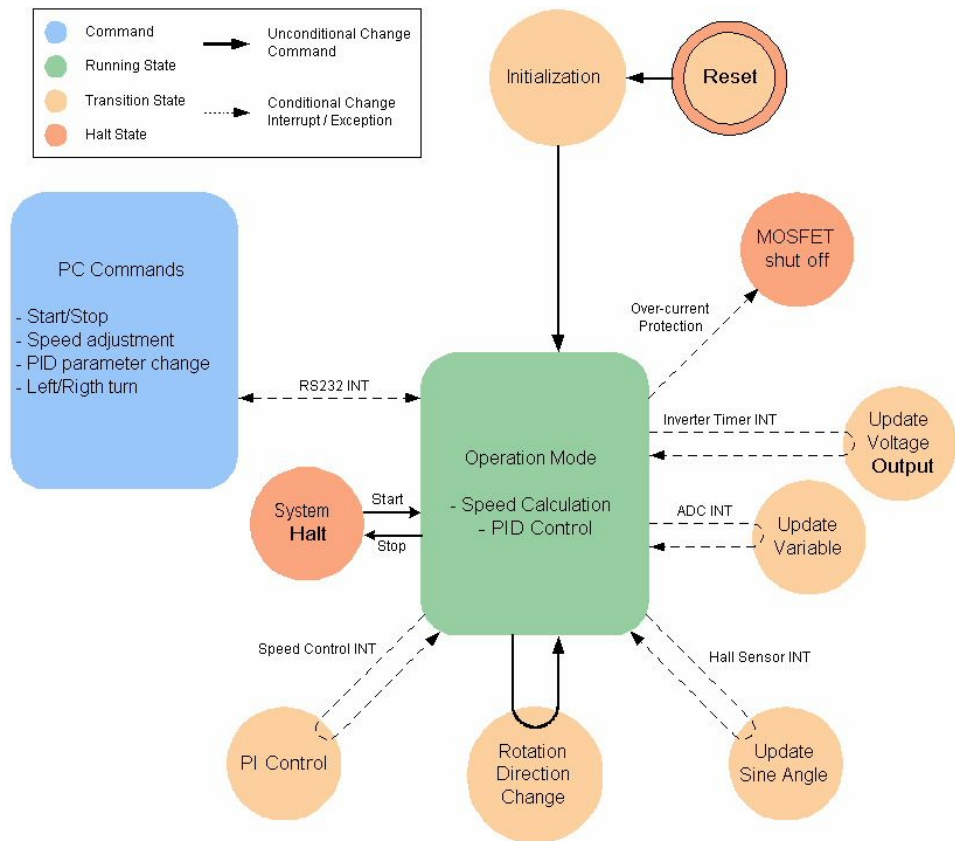 Command
Running State
Transition State
Halt State
Unconditional Change
Command
Conditional Change
Interrupt / Exception
Initialization
Reset
PC Commands
- Start/Stop
- Speed adjustment
- PID parameter change
- Left/Rigth turn
MOSFET
shut off
Over-current
Protection
RS232 INT
Inverter Timer INT
Update
Voltage
Output
Operation Mode
- Speed Calculation
- PID Control
System
Halt
Start
Stop
ADC INT
Update
Variable
Speed Control INT
Hall Sensor INT
PI Control
Rotation
Direction
Change
Update
Sine Angle